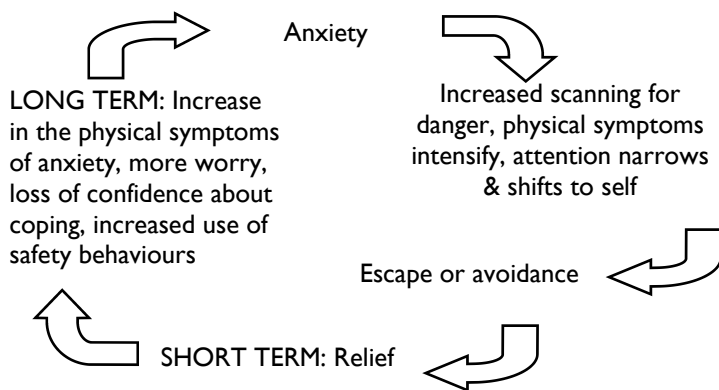 Anxiety
Increased scanning for
danger, physical symptoms
intensify, attention narrows
& shifts to self
Escape or avoidance
SHORT TERM: Relief
LONG TERM: Increase
in the physical symptoms
of anxiety, more worry,
loss of confidence about
coping, increased use of
safety behaviours